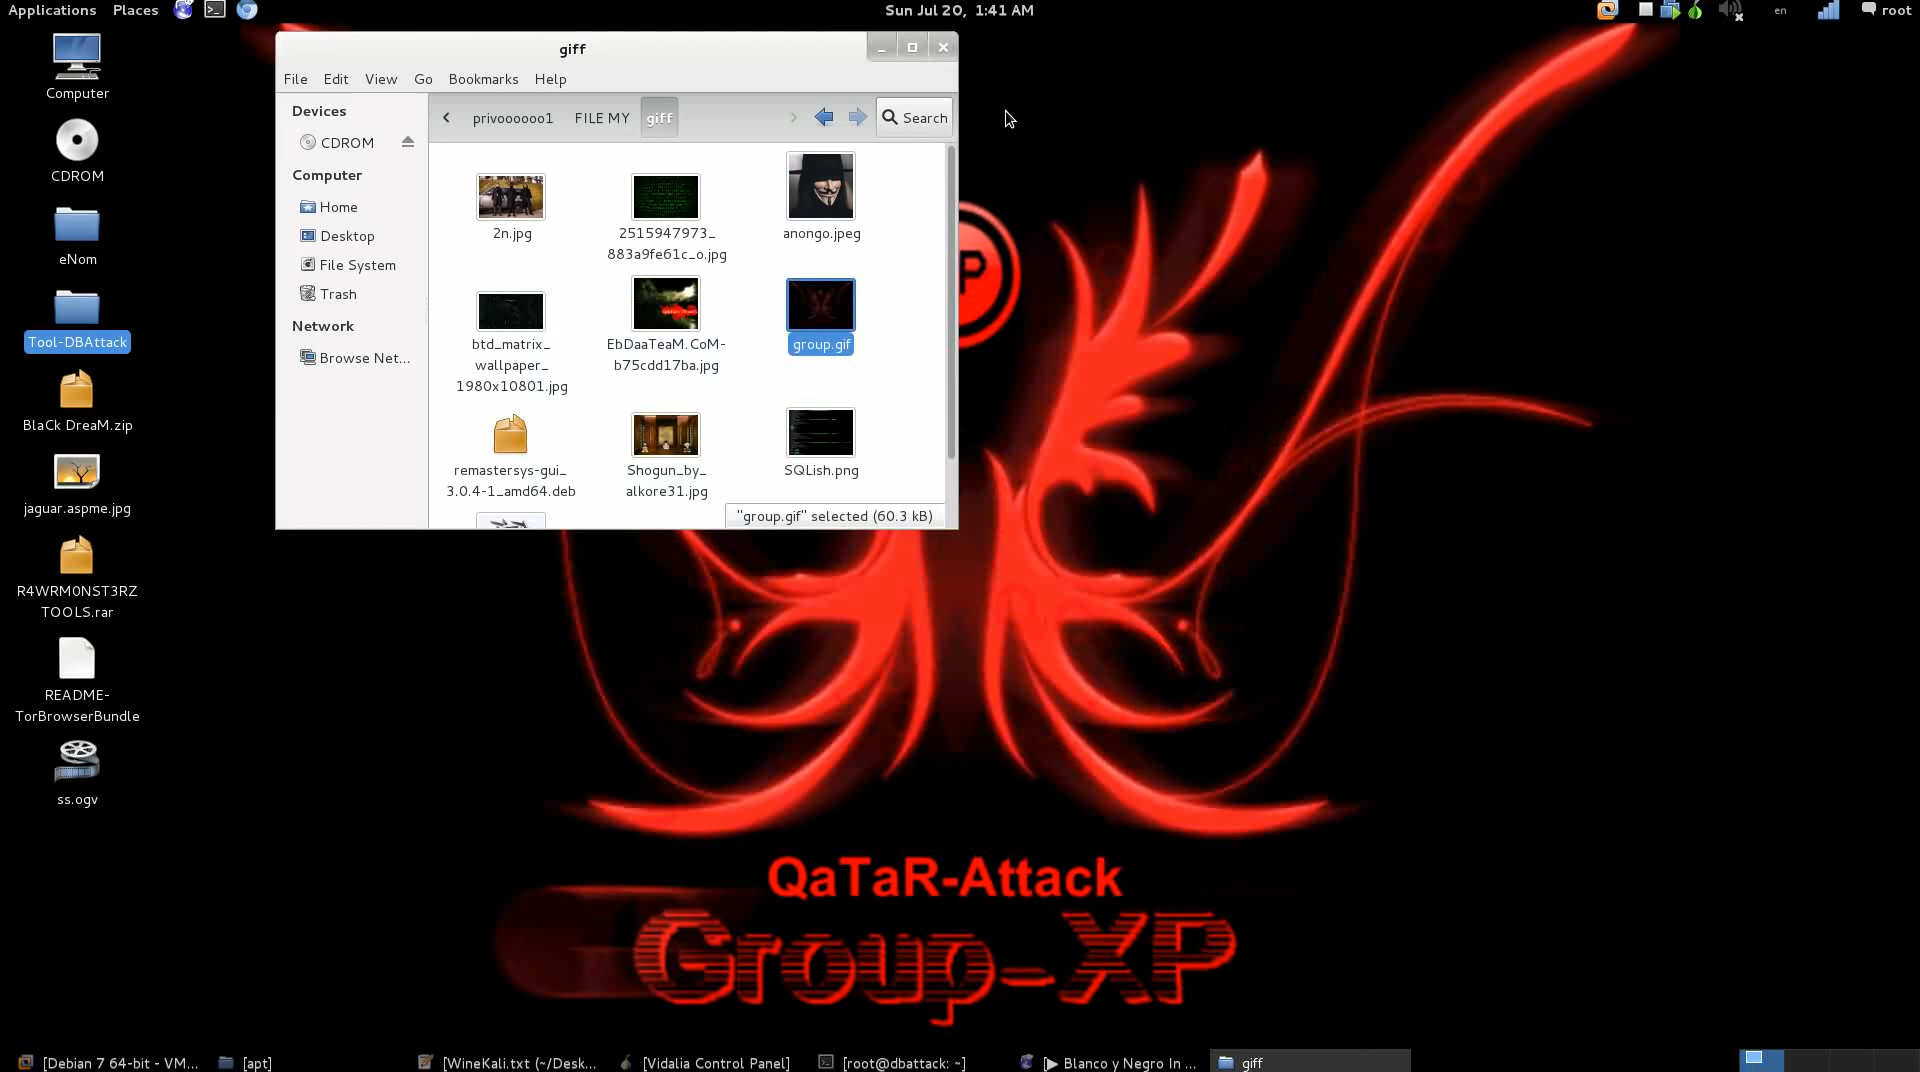 Applications Places
Sun Jul 20, 1:41 AM
en
root
Computer
CDROM
eNom
Tool-DBAttack
BlaCk DreaM.zip
jaguar.aspme.jpg
R4WRM0NST3RZ
TOOLS.rar
README-
TorBrowserBundle
ss.ogv
giff
File Edit View Go Bookmarks Help
Devices
CDROM
Computer
Home
Desktop
File System
Trash
Network
Browse Net...
privoooooo1 FILE MY giff Search
2n.jpg
2515947973_
883a9fe61c_o.jpg
anongo.jpeg
btd_matrix_
wallpaper_
1980x10801.jpg
EbDaaTeaM.CoM-
b75cdd17ba.jpg
group.gif
remastersys-gui_
3.0.4-1_amd64.deb
Shogun_by_
alkore31.jpg
SQLish.png
"group.gif" selected (60.3 kB)
P
QaTaR-Attack
Group-XP
[Debian 7 64-bit - VM...
[apt]
[WineKali.txt (~/Desk...
[Vidalia Control Panel]
[root@dbattack: ~]
[▶ Blanco y Negro In ...
giff